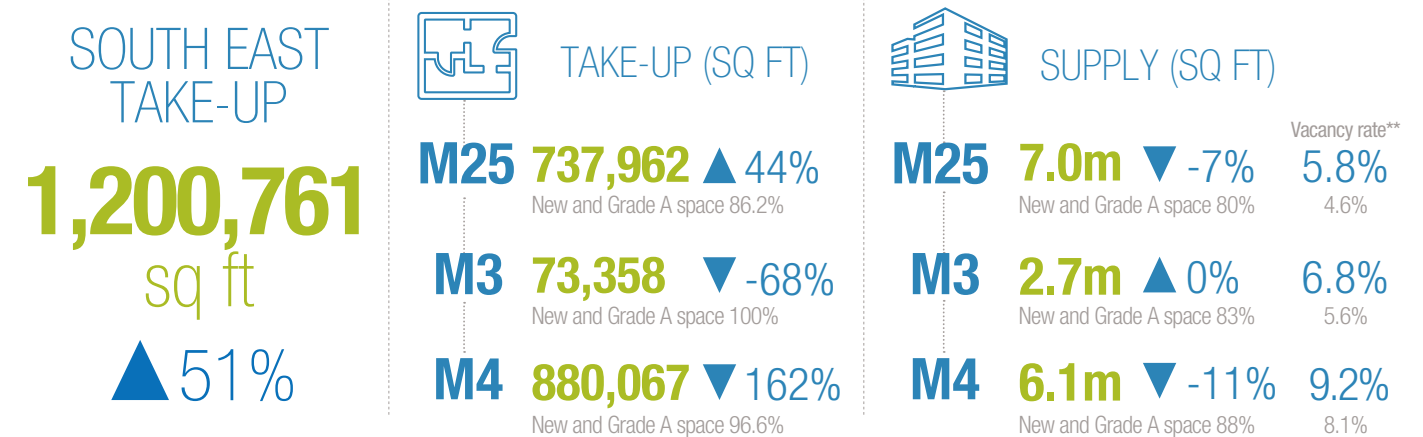 SOUTH EAST
TAKE-UP
1,200,761
sq ft
▲51%
TAKE-UP (SQ FT)
M25 737,962 ▲ 44%
New and Grade A space 86.2%
M3 73,358 ▼ -68%
New and Grade A space 100%
M4 880,067 ▼ 162%
New and Grade A space 96.6%
SUPPLY (SQ FT)
Vacancy rate**
M25 7.0m ▼ -7% 5.8%
New and Grade A space 80% 4.6%
M3 2.7m ▲ 0% 6.8%
New and Grade A space 83% 5.6%
M4 6.1m ▼ -11% 9.2%
New and Grade A space 88% 8.1%